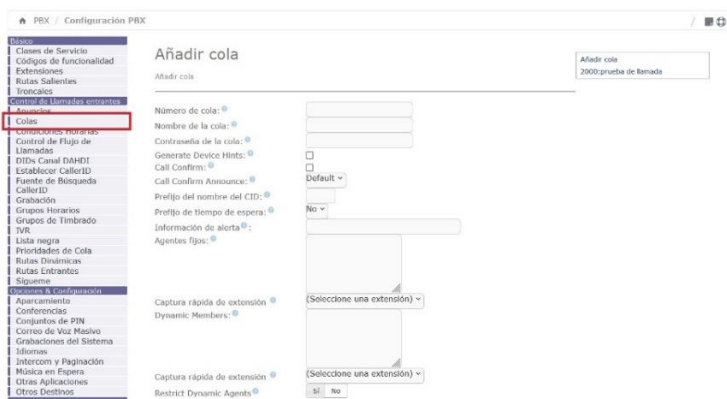 PBX / Configuración PBX
/
Básico
Clases de Servicio
Códigos de funcionalidad
Extensiones
Rutas Salientes
Troncales
Control de Llamadas entrantes
Anuncios
Colas
Condiciones Horarias
Control de Flujo de
Llamadas
DIDs Canal DAHDI
Establecer CallerID
Fuente de Búsqueda
CallerID
Grabación
Grupos Horarios
Grupos de Timbrado
IVR
Lista negra
Prioridades de Cola
Rutas Dinámicas
Rutas Entrantes
Sígueme
Opciones & Configuración
Aparcamiento
Conferencias
Conjuntos de PIN
Correo de Voz Masivo
Grabaciones del Sistema
Idiomas
Intercom y Paginación
Música en Espera
Otras Aplicaciones
Otros Destinos
Añadir cola
Añadir cola
Número de cola:
Nombre de la cola:
Contraseña de la cola:
Generate Device Hints:
Call Confirm:
Call Confirm Announce: Default
Prefijo del nombre del CID:
Prefijo de tiempo de espera: No
Información de alerta :
Agentes fijos:
Captura rápida de extensión (Seleccione una extensión)
Dynamic Members:
Captura rápida de extensión (Seleccione una extensión)
Restrict Dynamic Agents Sí No
Añadir cola
2000:prueba de llamada